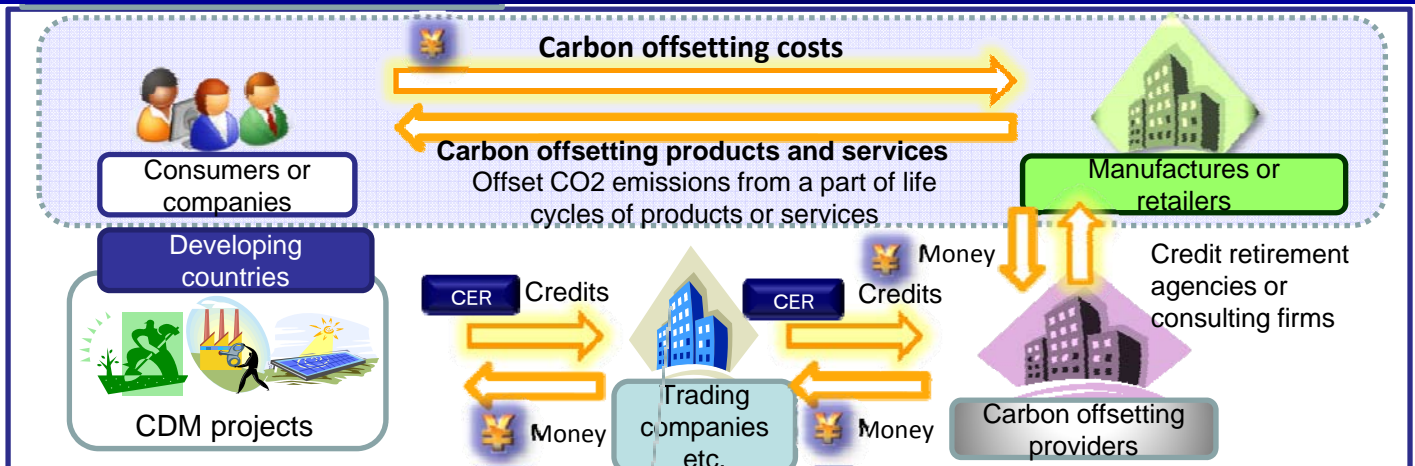 ¥
Carbon offsetting costs
Consumers or
companies
Carbon offsetting products and services
Offset CO2 emissions from a part of life
cycles of products or services
Manufactures or
retailers
Developing
countries
CDM projects
CER Credits
¥ Money
Trading
companies
etc.
CER Credits
¥ Money
¥ Money
Credit retirement
agencies or
consulting firms
Carbon offsetting
providers